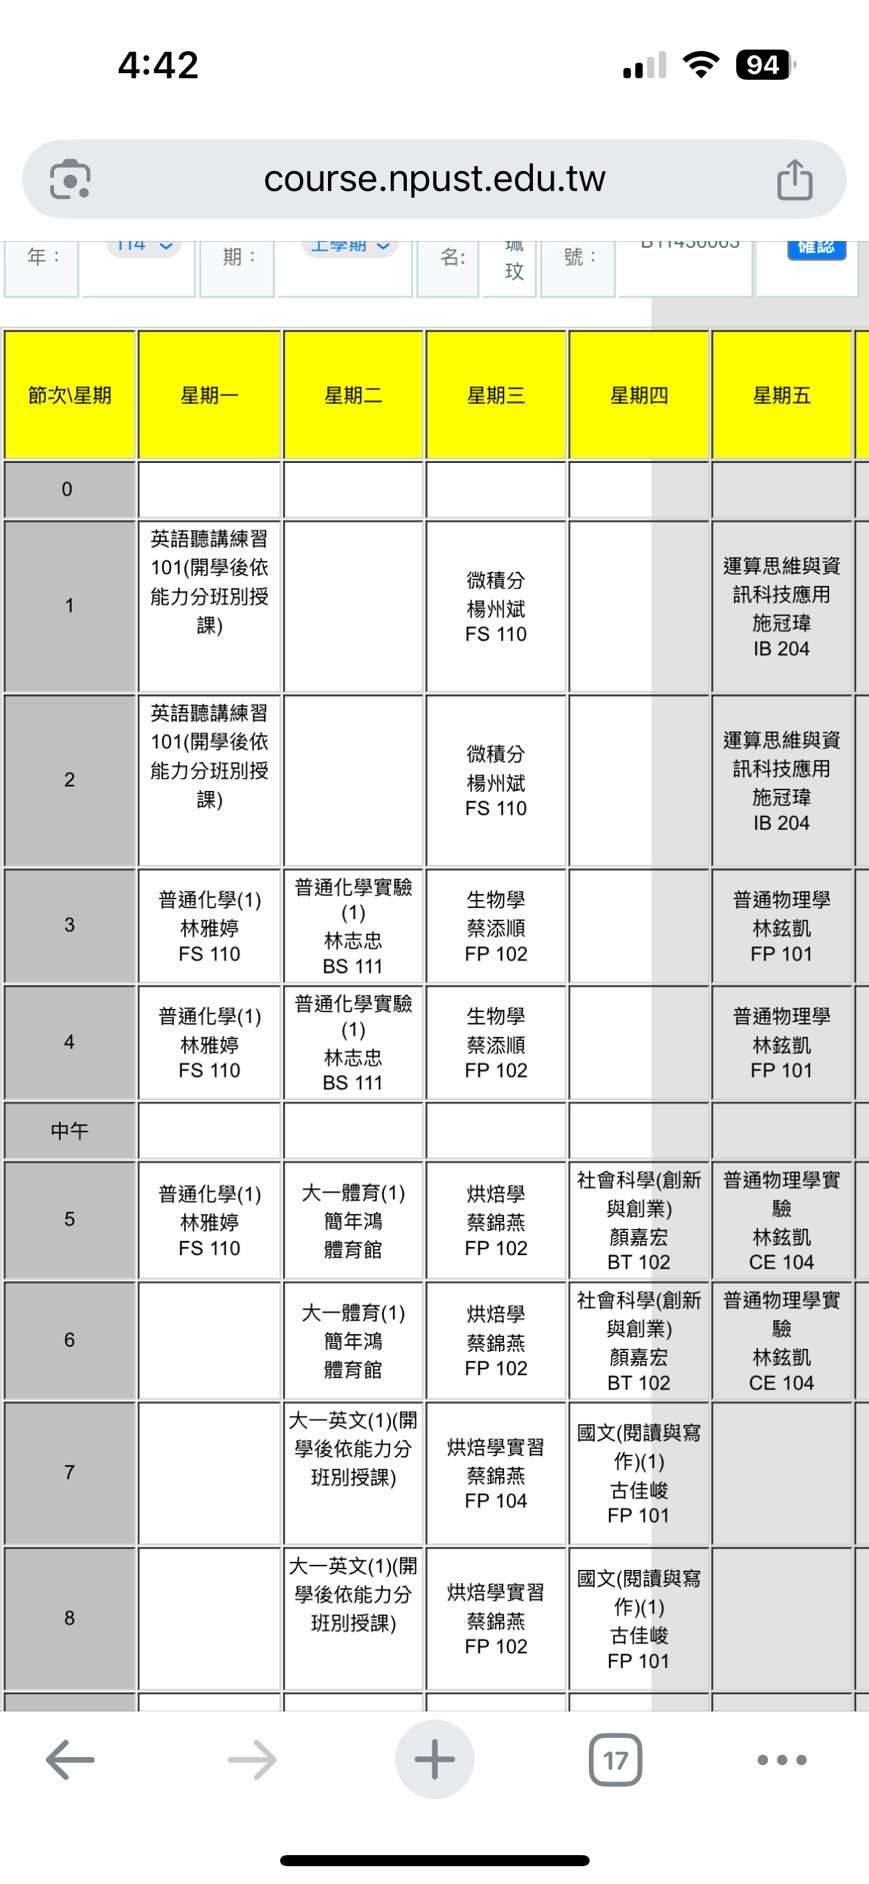 4:42
94
course.npust.edu.tw
年：
114
期：
上學期
名:
珮
玟
號：
確認
節次\星期 星期一 星期二 星期三 星期四 星期五
0
1
英語聽講練習
101(開學後依
能力分班別授
課)
微積分
楊州斌
FS 110
運算思維與資
訊科技應用
施冠瑋
IB 204
2
英語聽講練習
101(開學後依
能力分班別授
課)
微積分
楊州斌
FS 110
運算思維與資
訊科技應用
施冠瑋
IB 204
3
普通化學(1)
林雅婷
FS 110
普通化學實驗
(1)
林志忠
BS 111
生物學
蔡添順
FP 102
普通物理學
林鉉凱
FP 101
4
普通化學(1)
林雅婷
FS 110
普通化學實驗
(1)
林志忠
BS 111
生物學
蔡添順
FP 102
普通物理學
林鉉凱
FP 101
中午
5
普通化學(1)
林雅婷
FS 110
大一體育(1)
簡年鴻
體育館
烘焙學
蔡錦燕
FP 102
社會科學(創新
與創業)
顏嘉宏
BT 102
普通物理學實
驗
林鉉凱
CE 104
6
大一體育(1)
簡年鴻
體育館
烘焙學
蔡錦燕
FP 102
社會科學(創新
與創業)
顏嘉宏
BT 102
普通物理學實
驗
林鉉凱
CE 104
7
大一英文(1)(開
學後依能力分
班別授課)
烘焙學實習
蔡錦燕
FP 104
國文(閱讀與寫
作)(1)
古佳峻
FP 101
8
大一英文(1)(開
學後依能力分
班別授課)
烘焙學實習
蔡錦燕
FP 102
國文(閱讀與寫
作)(1)
古佳峻
FP 101
17